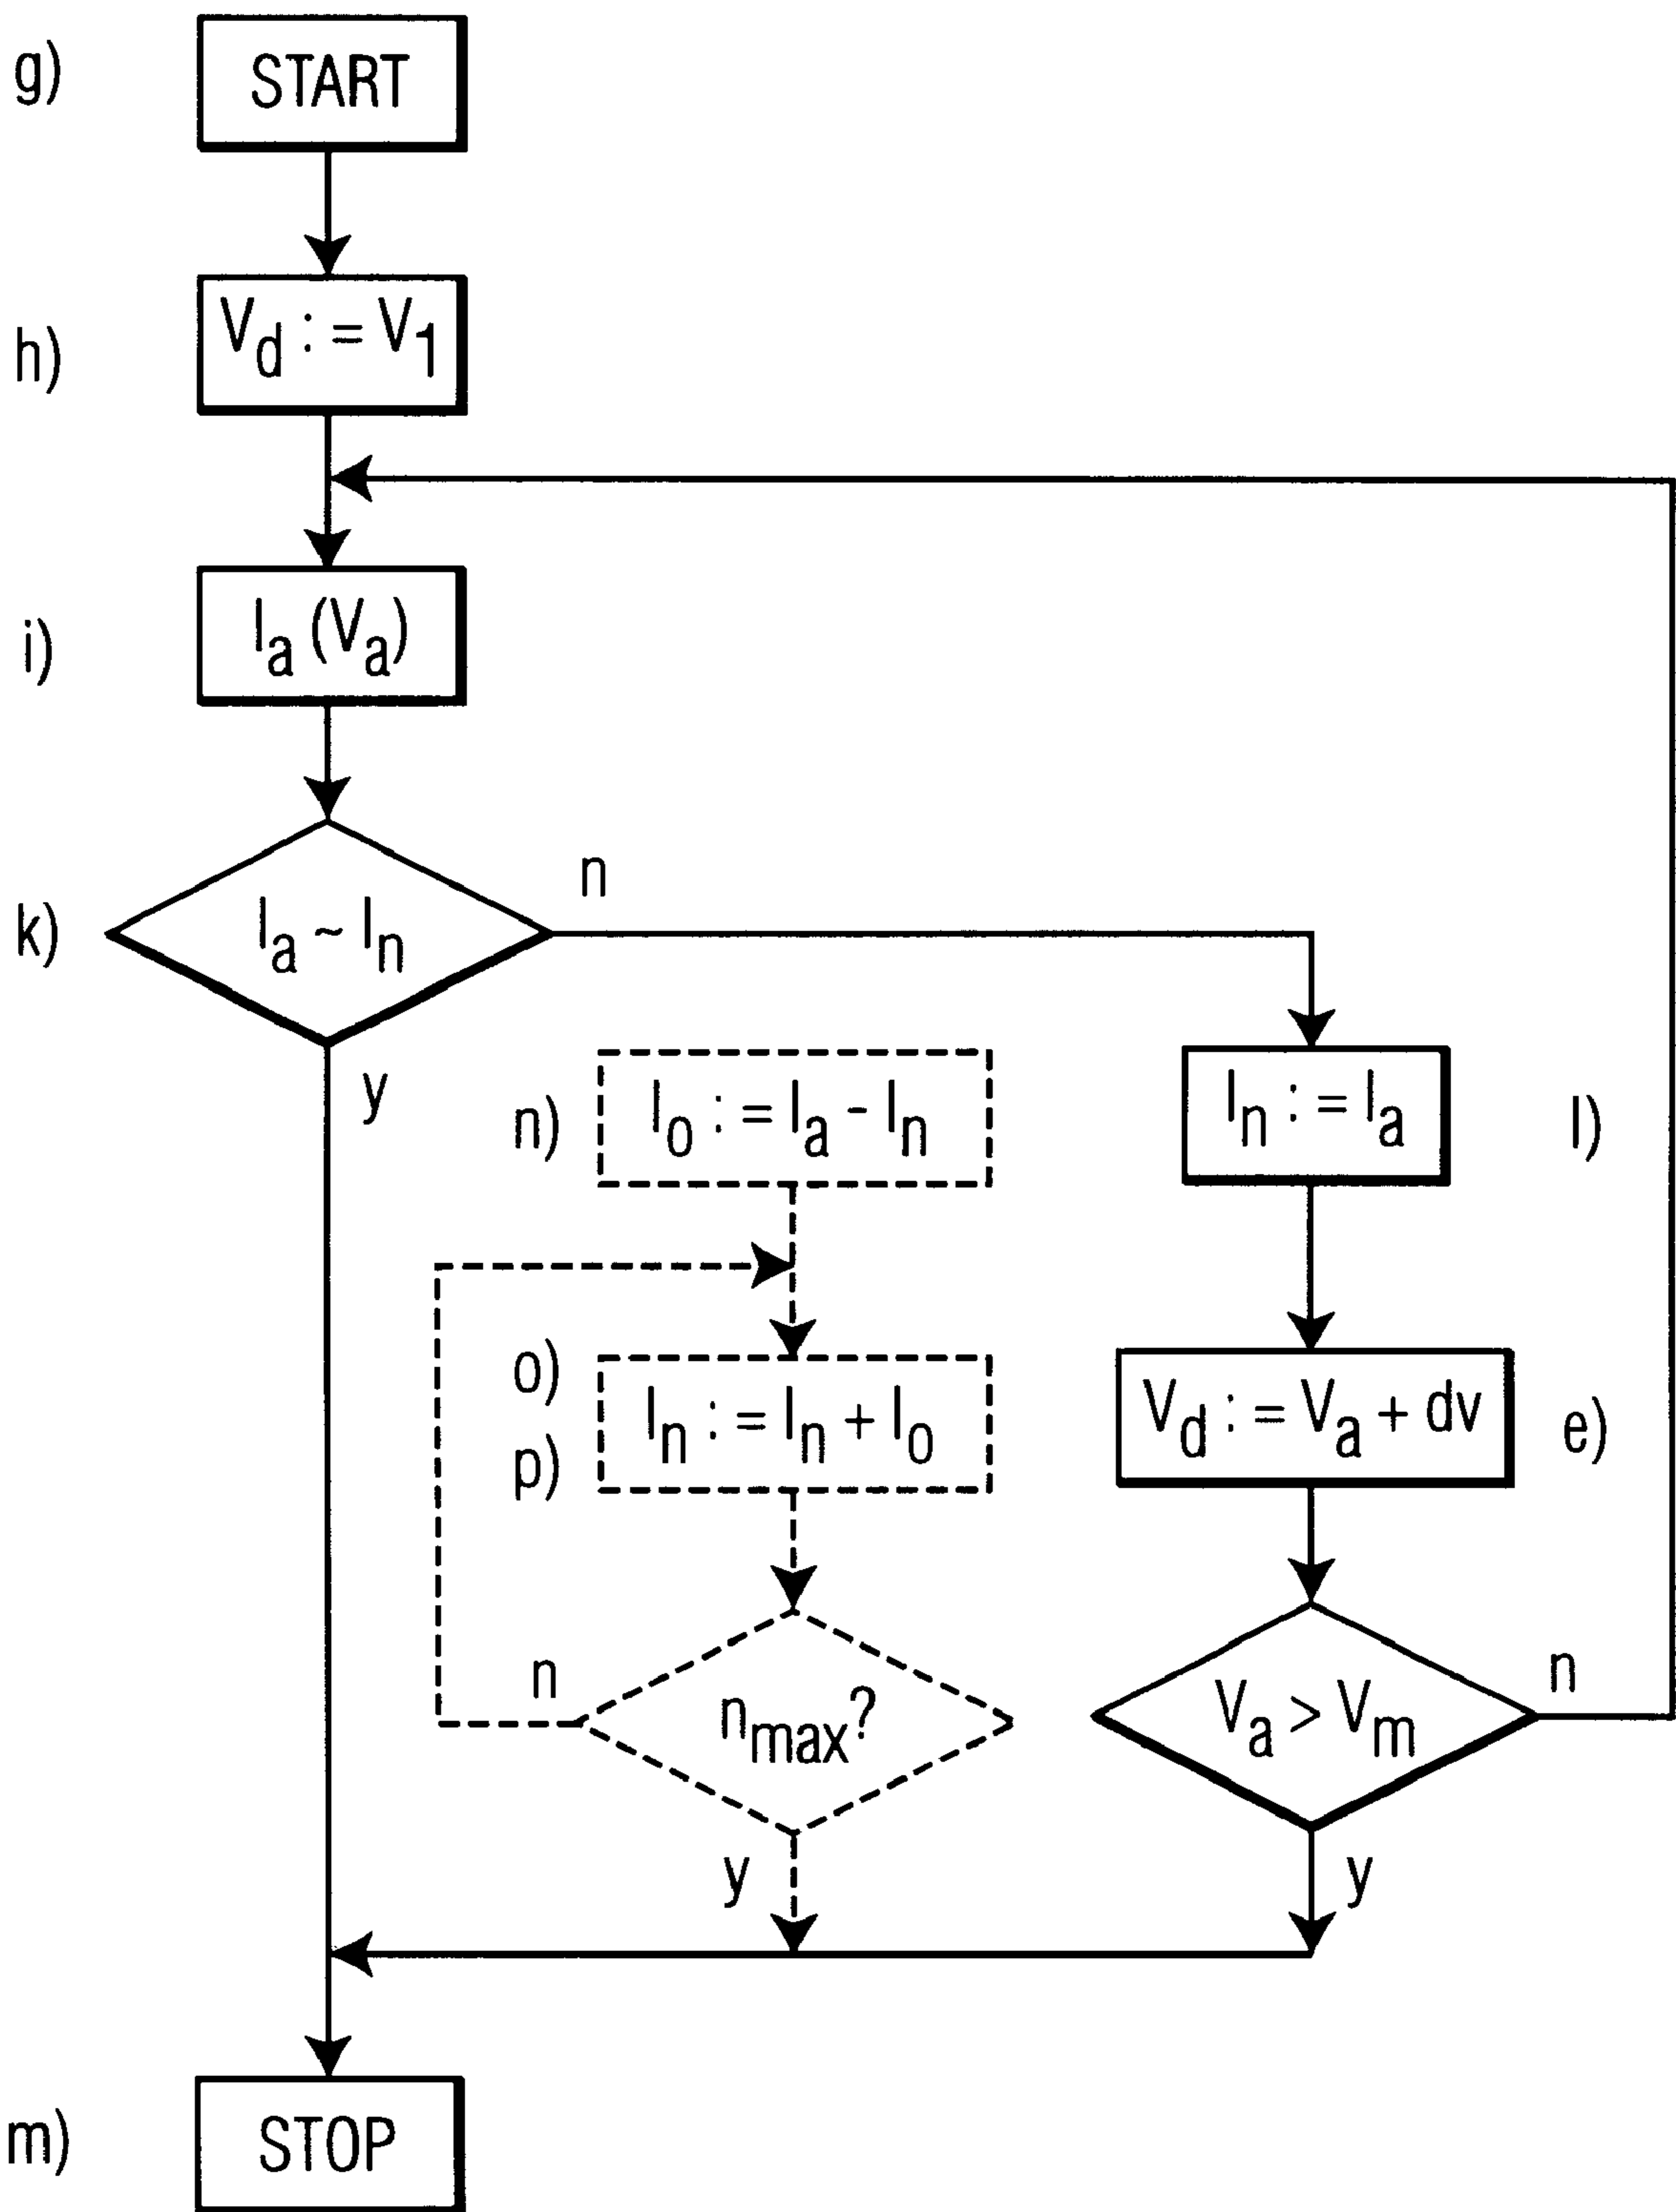 g) START
h) V_d := V_1
i) I_a (V_a)
k) I_a ~ I_n
n
y
n) I_o := I_a - I_n
I_n := I_a l)
o)
p)
I_n := I_n + I_o
V_d := V_a + dv e)
n
n_max?
y
V_a > V_m
n
y
m) STOP